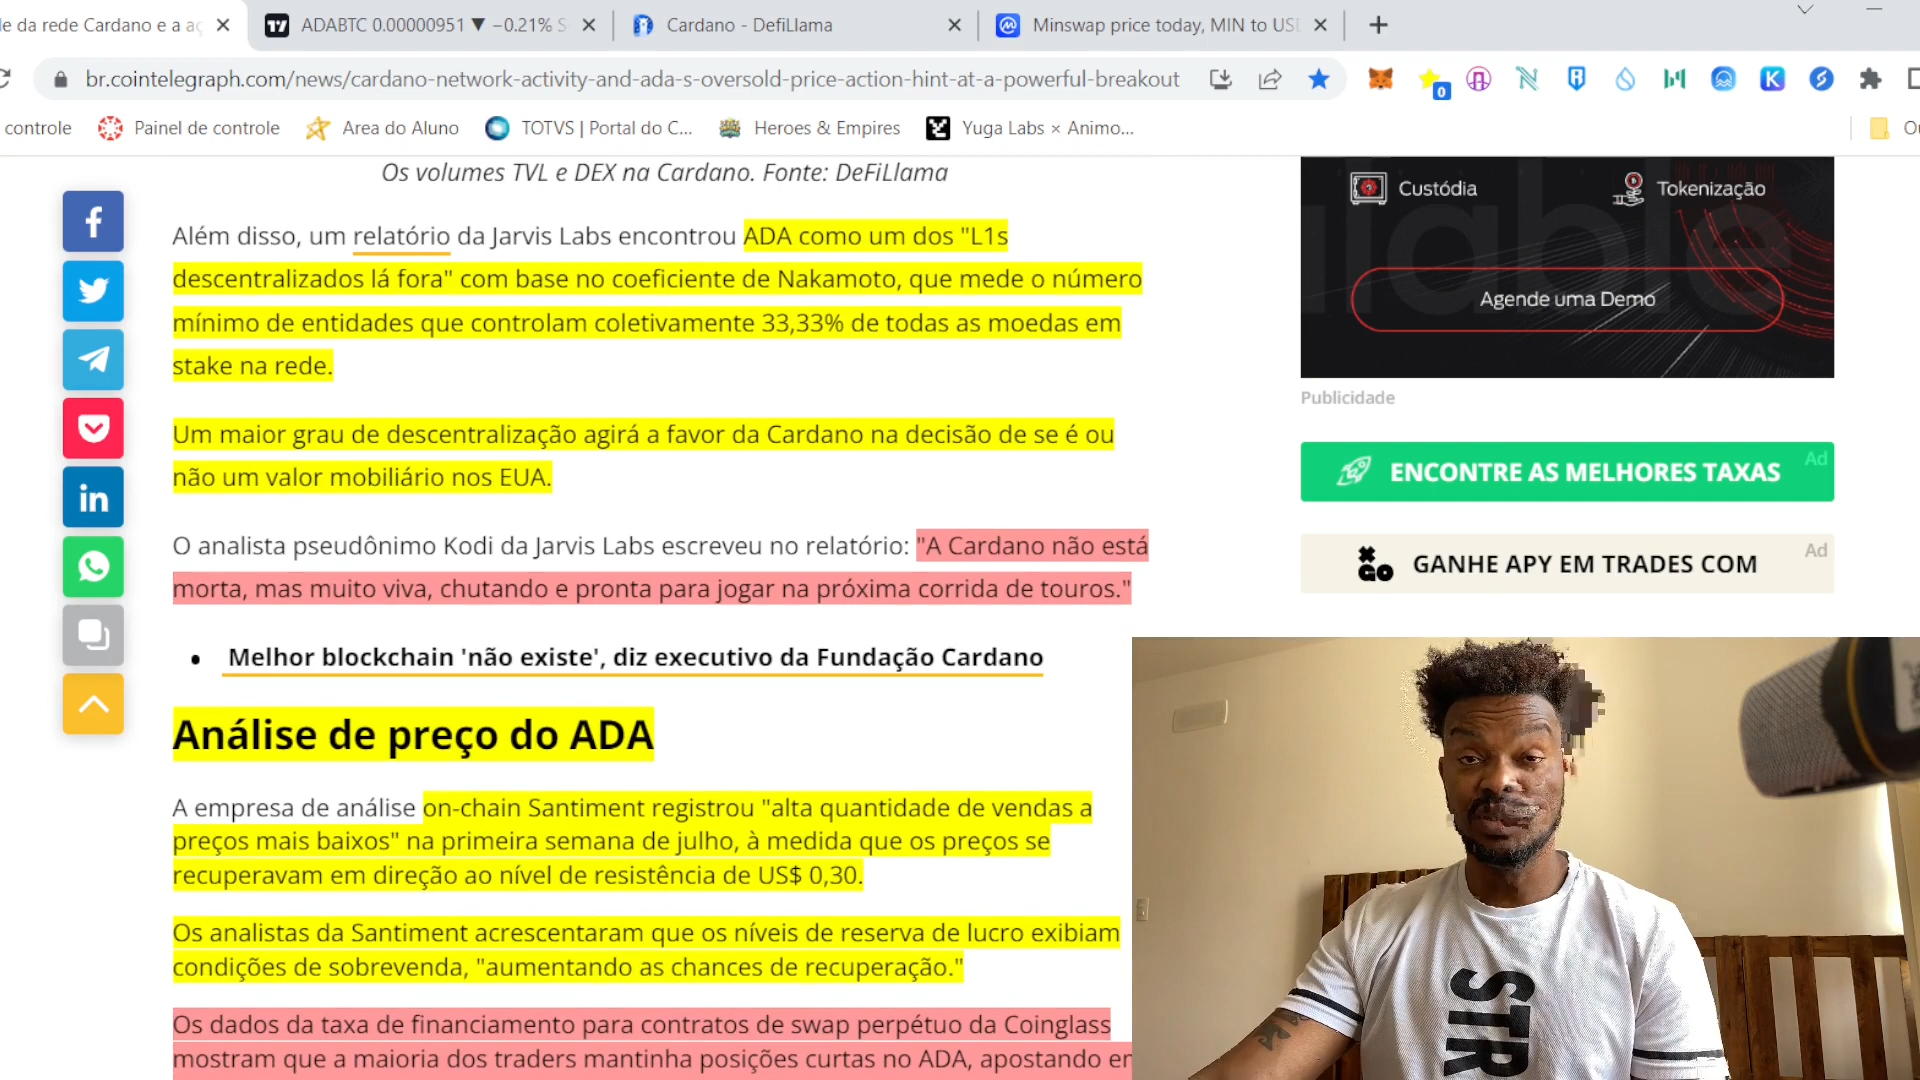 e da rede Cardano e a aç
ADABTC 0.00000951 ▼ −0.21% S
Cardano - DefiLlama
Minswap price today, MIN to USD
br.cointelegraph.com/news/cardano-network-activity-and-ada-s-oversold-price-action-hint-at-a-powerful-breakout
0
controle
Painel de controle
Area do Aluno
TOTVS | Portal do C...
Heroes & Empires
Yuga Labs × Animo...
Ou
Os volumes TVL e DEX na Cardano. Fonte: DeFiLlama
Além disso, um relatório da Jarvis Labs encontrou ADA como um dos "L1s
descentralizados lá fora" com base no coeficiente de Nakamoto, que mede o número
mínimo de entidades que controlam coletivamente 33,33% de todas as moedas em
stake na rede.
Um maior grau de descentralização agirá a favor da Cardano na decisão de se é ou
não um valor mobiliário nos EUA.
O analista pseudônimo Kodi da Jarvis Labs escreveu no relatório: "A Cardano não está
morta, mas muito viva, chutando e pronta para jogar na próxima corrida de touros."
• Melhor blockchain 'não existe', diz executivo da Fundação Cardano
Análise de preço do ADA
A empresa de análise on-chain Santiment registrou "alta quantidade de vendas a
preços mais baixos" na primeira semana de julho, à medida que os preços se
recuperavam em direção ao nível de resistência de US$ 0,30.
Os analistas da Santiment acrescentaram que os níveis de reserva de lucro exibiam
condições de sobrevenda, "aumentando as chances de recuperação."
Os dados da taxa de financiamento para contratos de swap perpétuo da Coinglass
mostram que a maioria dos traders mantinha posições curtas no ADA, apostando er
Custódia
Tokenização
Agende uma Demo
Publicidade
ENCONTRE AS MELHORES TAXAS
Ad
GANHE APY EM TRADES COM
Ad
STR